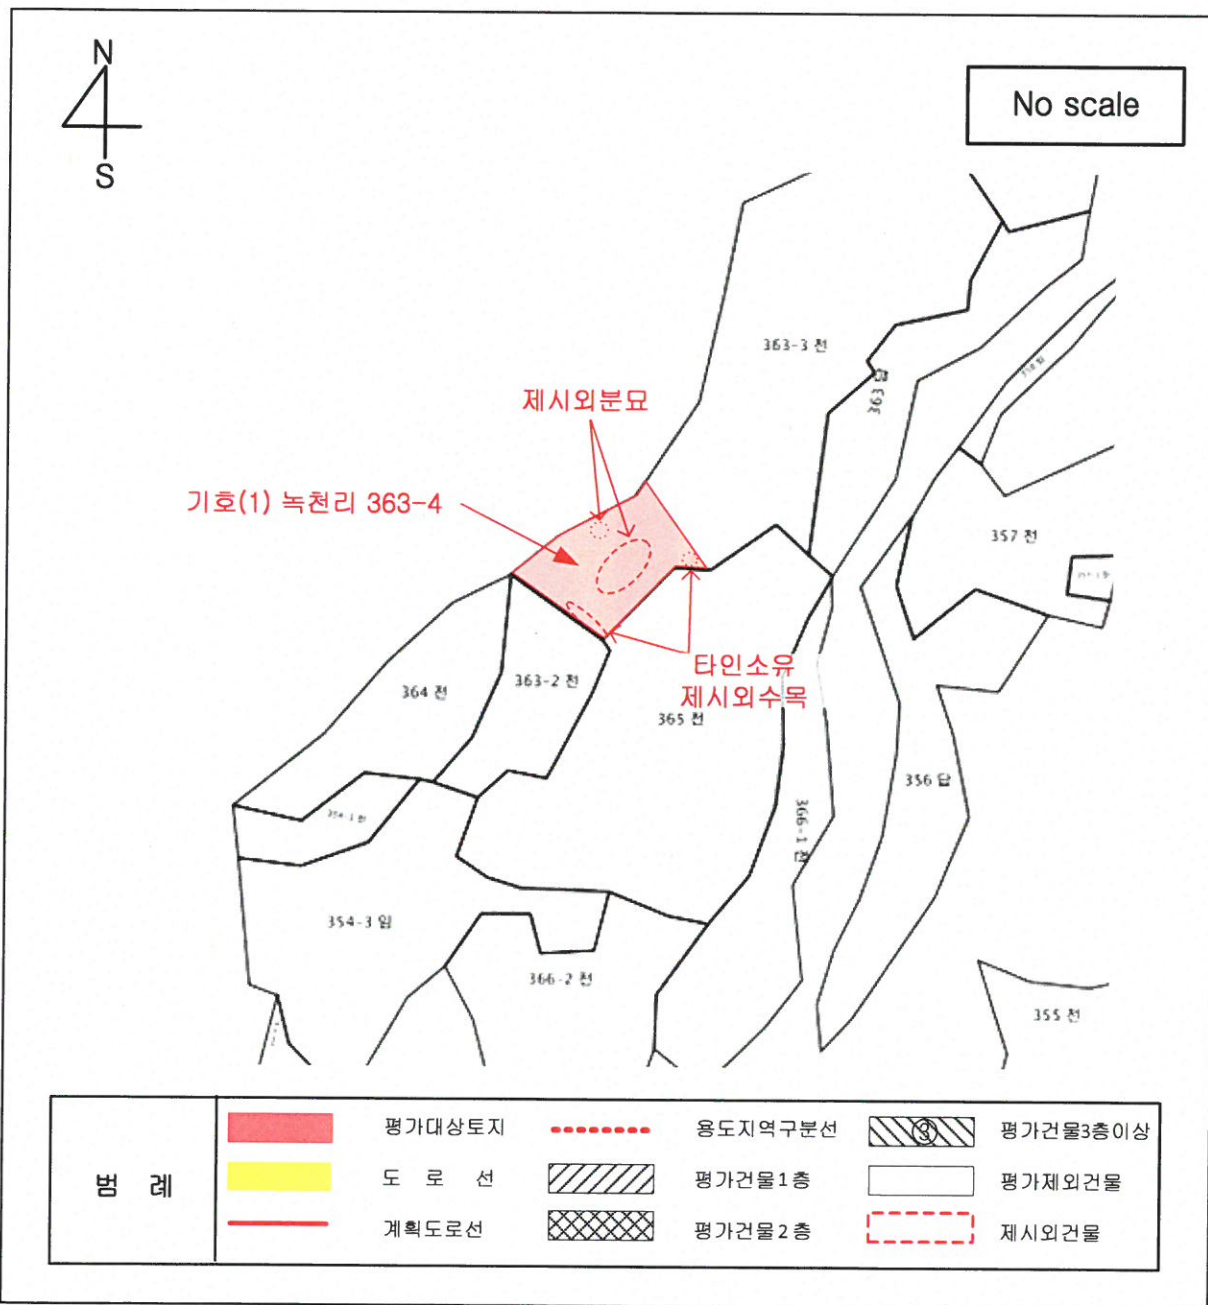 N
S
No scale
363-3 전
363 답
제시외분묘
기호(1) 녹천리 363-4
357 전
타인소유
제시외수목
364 전
363-2 전
365 전
356 답
366-1 전
354-3 임
366-2 전
355 전
범 례
평가대상토지
용도지역구분선
③
평가건물3층이상
도 로 선
평가건물1층
평가제외건물
계획도로선
평가건물2층
제시외건물